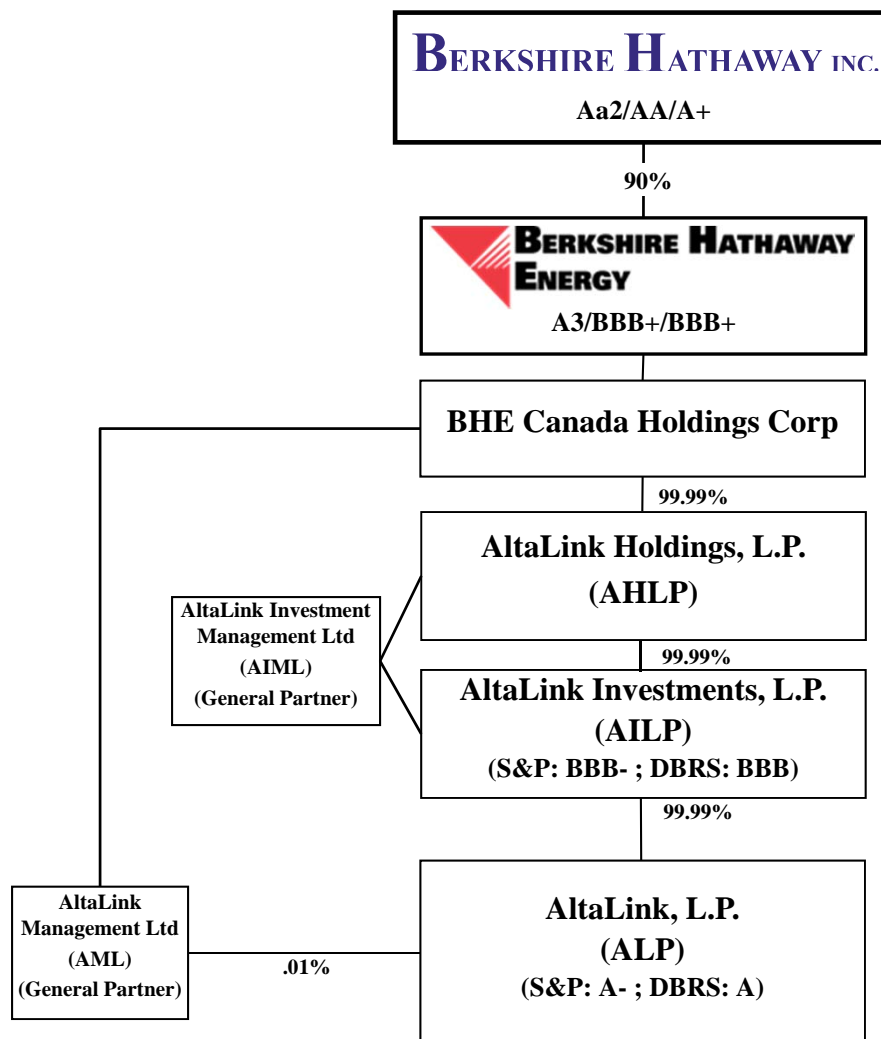 BERKSHIRE HATHAWAY INC.
Aa2/AA/A+
90%
BERKSHIRE HATHAWAY
ENERGY
A3/BBB+/BBB+
BHE Canada Holdings Corp
99.99%
AltaLink Holdings, L.P.
(AHLP)
AltaLink Investment
Management Ltd
(AIML)
(General Partner)
99.99%
AltaLink Investments, L.P.
(AILP)
(S&P: BBB- ; DBRS: BBB)
99.99%
AltaLink
Management Ltd
(AML)
(General Partner)
.01%
AltaLink, L.P.
(ALP)
(S&P: A- ; DBRS: A)